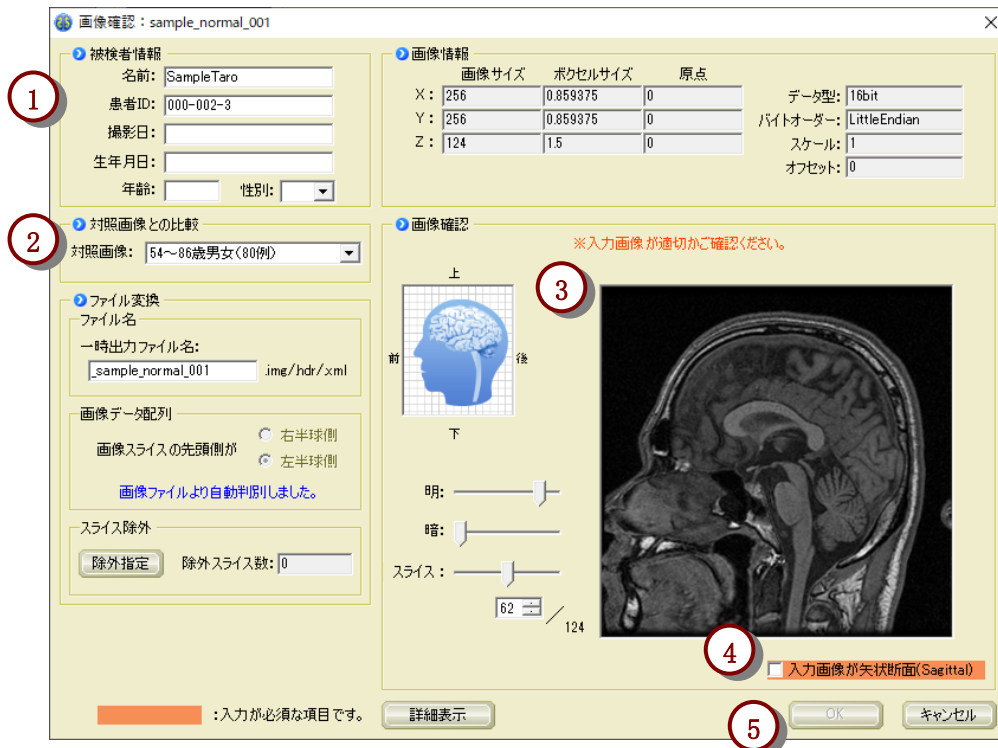 画像確認：sample_normal_001
1
被検者情報
名前: SampleTaro
患者ID: 000-002-3
撮影日:
生年月日:
年齢: 性別:
2
対照画像との比較
対照画像: 54～86歳男女(80例)
ファイル変換
ファイル名
一時出力ファイル名:
_sample_normal_001 .img/hdr/xml
画像データ配列
画像スライスの先頭側が
右半球側
左半球側
画像ファイルより自動判別しました。
スライス除外
除外指定 除外スライス数: 0
画像情報
画像サイズ ボクセルサイズ 原点
X: 256 0.859375 0
Y: 256 0.859375 0
Z: 124 1.5 0
データ型: 16bit
バイトオーダー: LittleEndian
スケール: 1
オフセット: 0
画像確認
※入力画像が適切かご確認ください。
3
上
前 後
下
明:
暗:
スライス:
62 / 124
4
入力画像が矢状断面(Sagittal)
:入力が必須な項目です。
詳細表示
5
OK
キャンセル